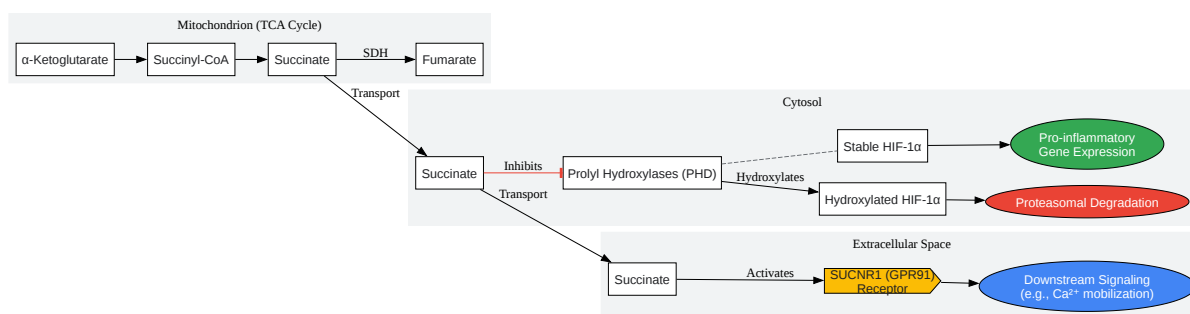 Mitochondrion (TCA Cycle)
α-Ketoglutarate
Succinyl-CoA
Succinate
SDH
Fumarate
Transport
Cytosol
Succinate
Inhibits
Prolyl Hydroxylases (PHD)
Stable HIF-1α
Pro-inflammatory
Gene Expression
Hydroxylates
Hydroxylated HIF-1α
Proteasomal Degradation
Transport
Extracellular Space
Succinate
Activates
SUCNR1 (GPR91)
Receptor
Downstream Signaling
(e.g., Ca²⁺ mobilization)